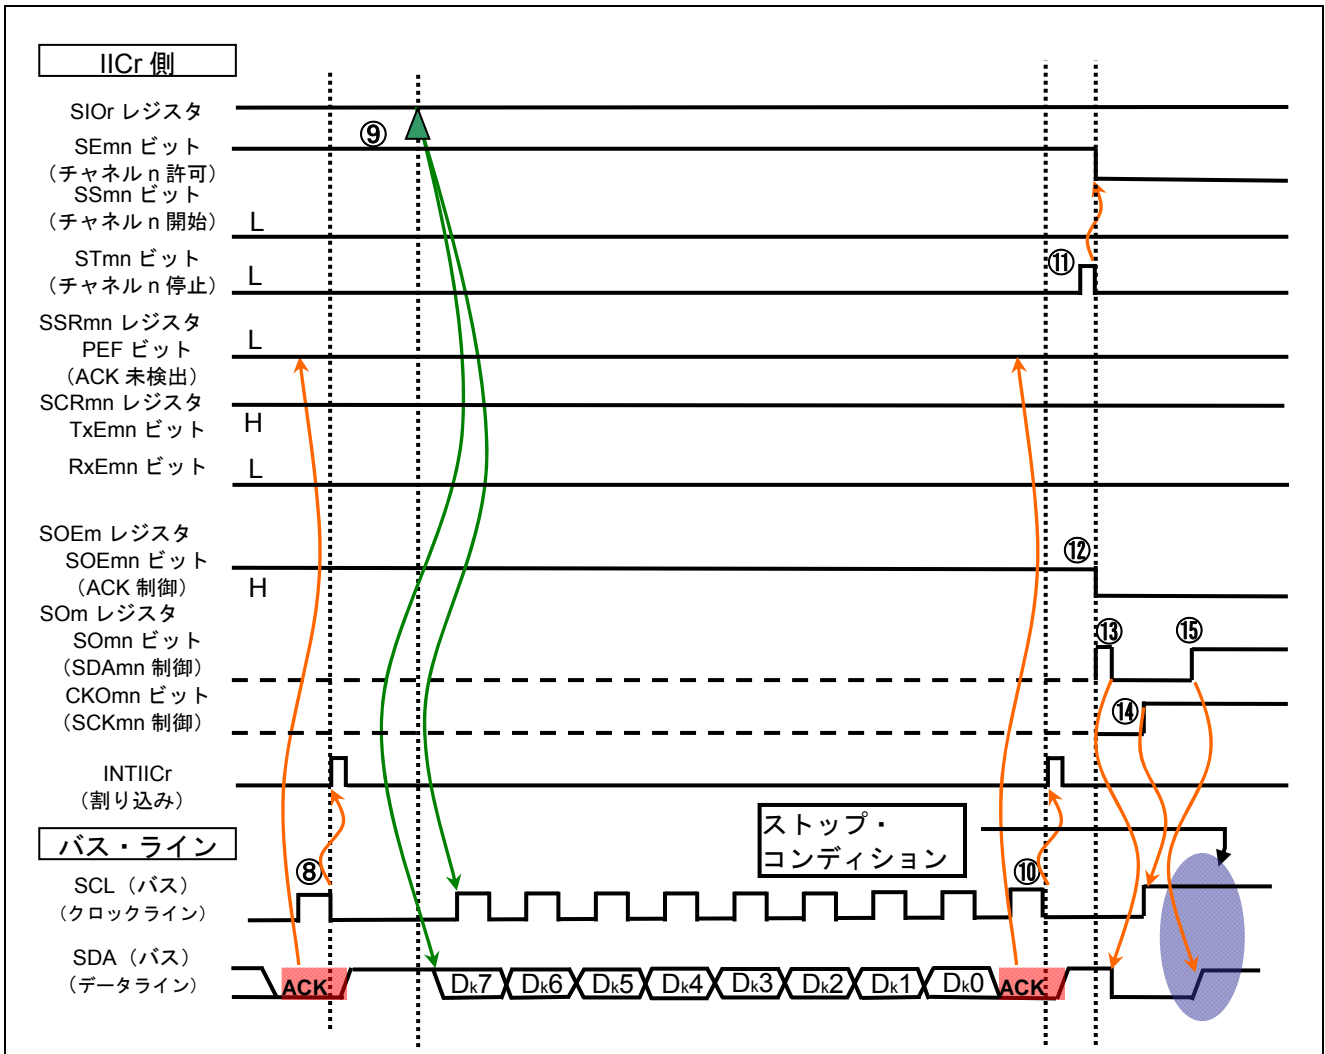 IICr 側
SIOr レジスタ
SEmn ビット
⑨
（チャネル n 許可）
SSmn ビット
（チャネル n 開始）
L
STmn ビット
（チャネル n 停止）
L
⑪
SSRmn レジスタ
PEF ビット
L
（ACK 未検出）
SCRmn レジスタ
TxEmn ビット
H
RxEmn ビット
L
SOEm レジスタ
SOEmn ビット
⑫
（ACK 制御）
H
SOm レジスタ
SOmn ビット
⑬
⑮
（SDAmn 制御）
CKOmn ビット
（SCKmn 制御）
⑭
INTIICr
（割り込み）
ストップ・
コンディション
バス・ライン
SCL（バス）
⑧
⑩
（クロックライン）
SDA（バス）
（データライン）
ACK
Dk7
Dk6
Dk5
Dk4
Dk3
Dk2
Dk1
Dk0
ACK